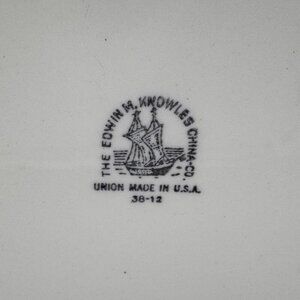 THE EDWIN M. KNOWLES CHINA CO.
UNION MADE IN U.S.A.
38-12